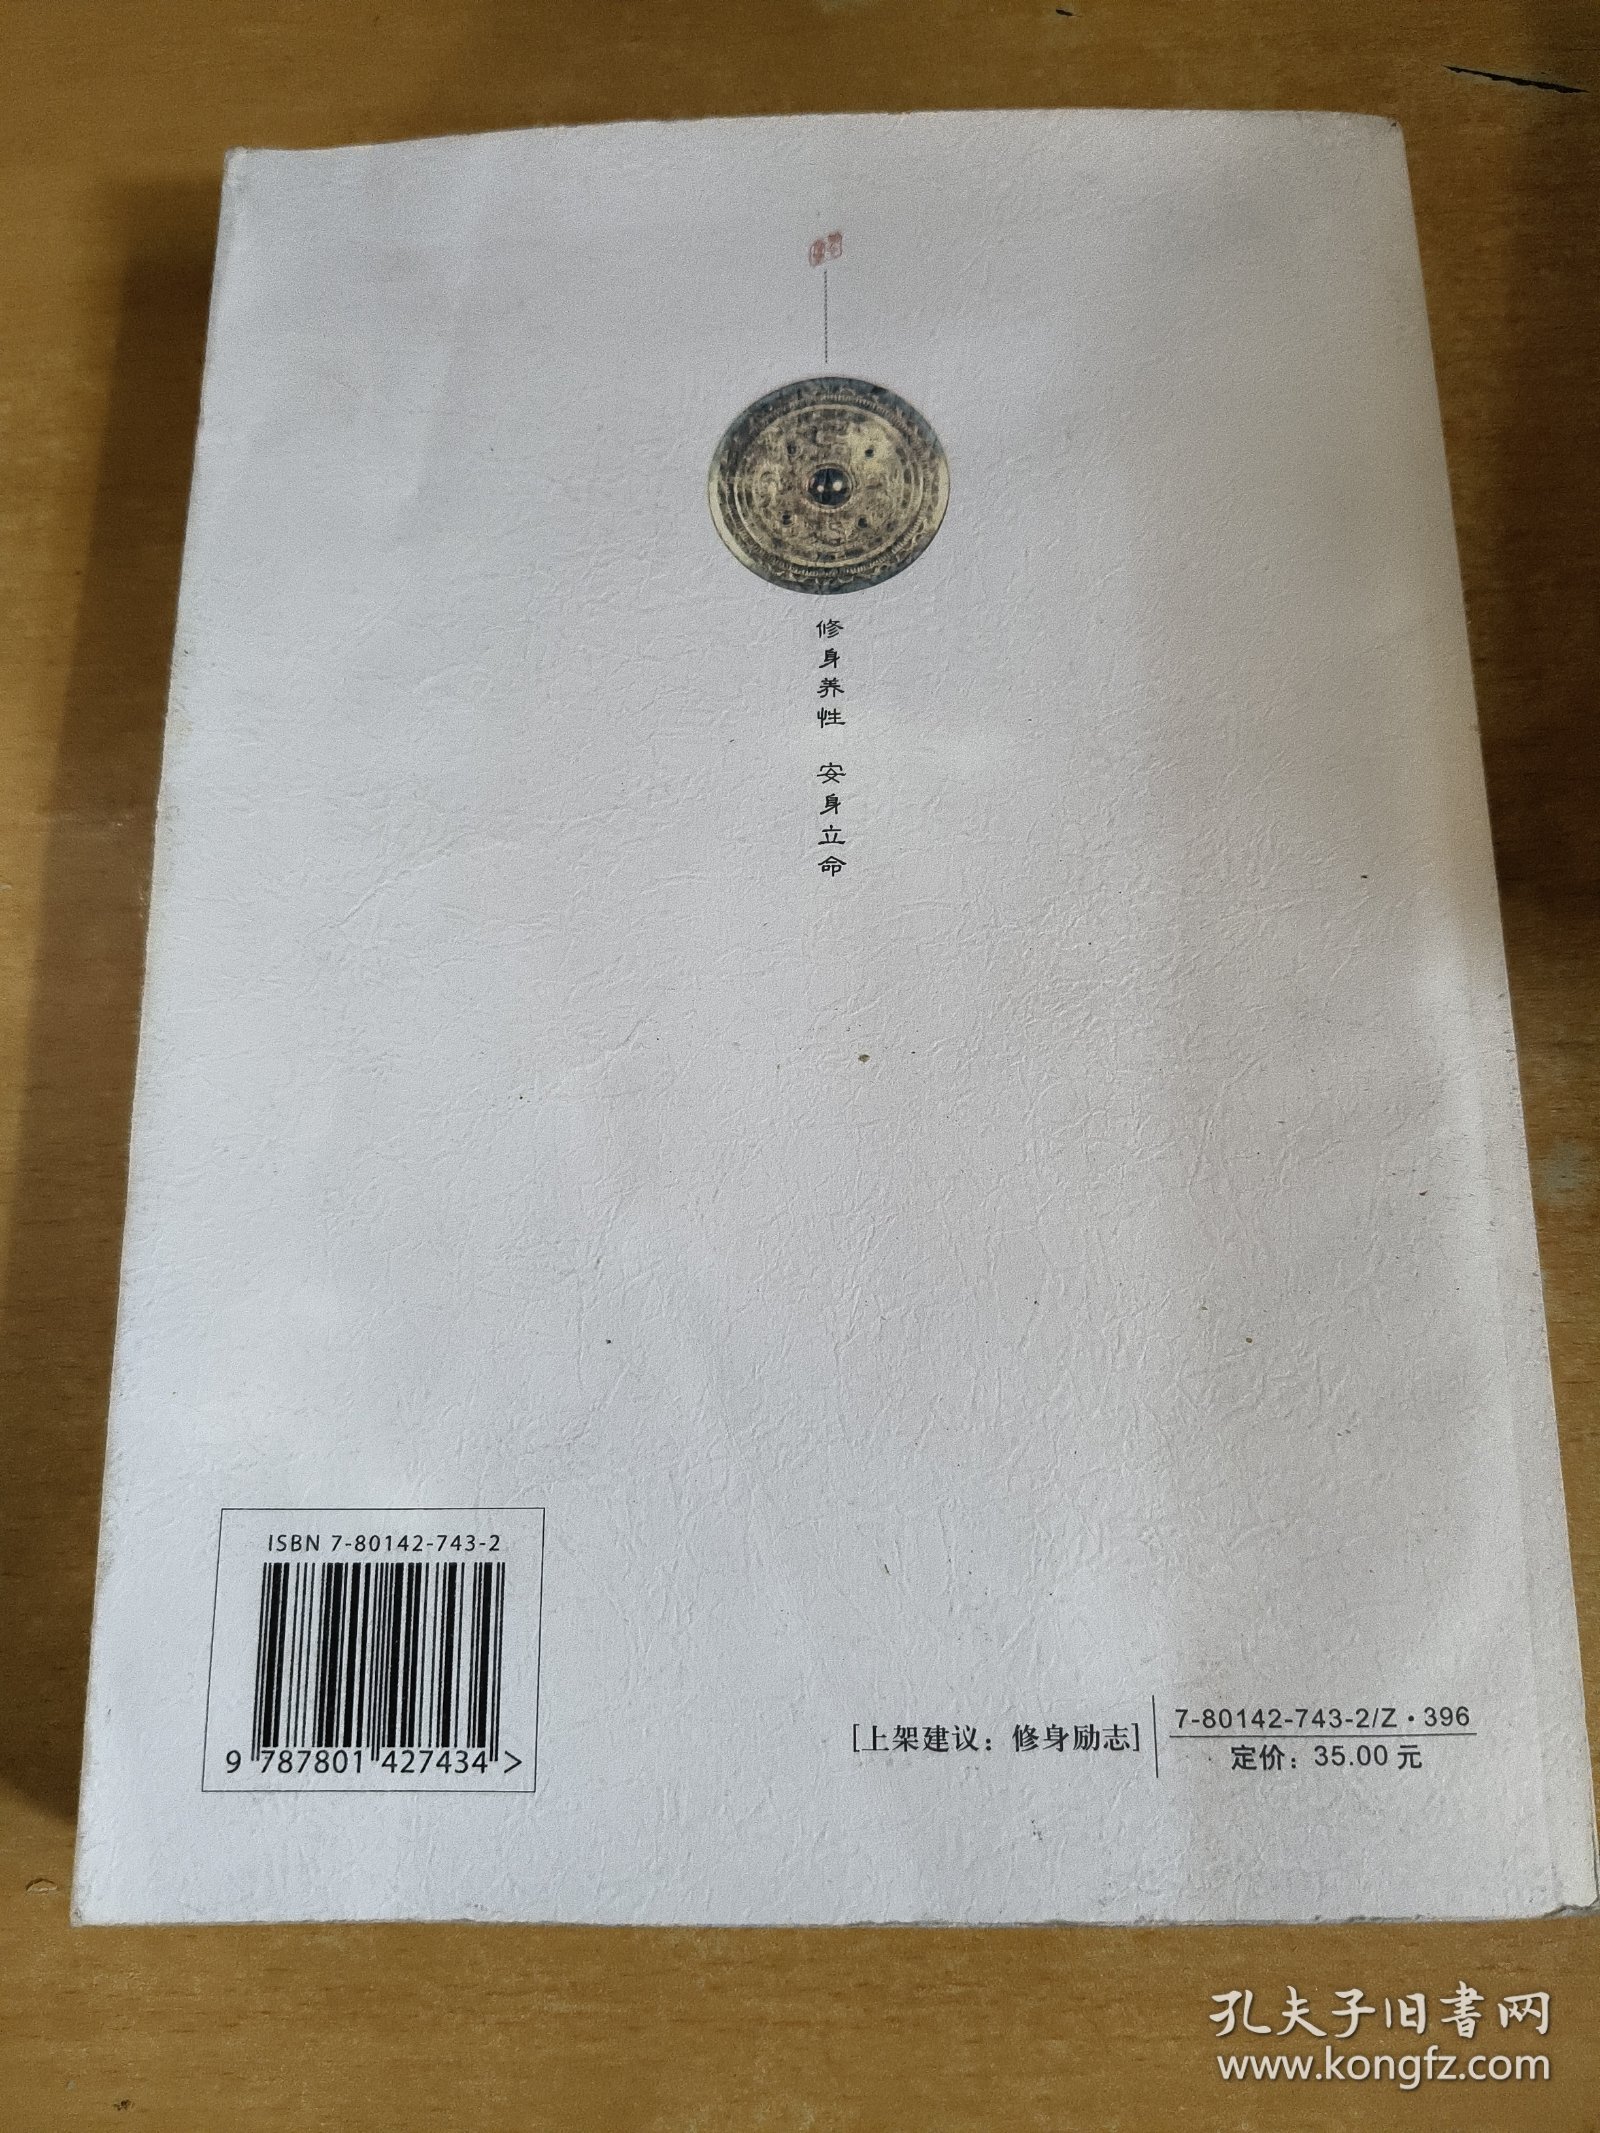 修身养性 安身立命
ISBN 7-80142-743-2
9 787801 427434 >
[上架建议：修身励志]
7-80142-743-2/Z·396
定价：35.00元
孔夫子旧書网
www.kongfz.com